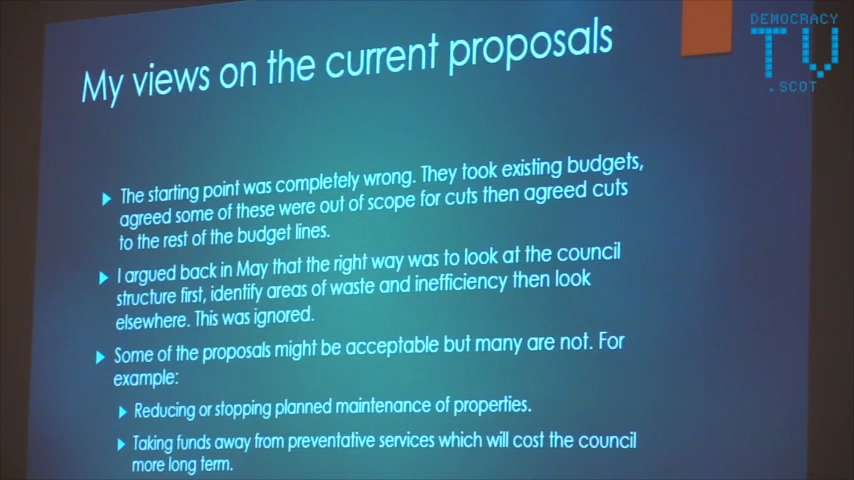 DEMOCRACY
TV
.SCOT
My views on the current proposals
The starting point was completely wrong. They took existing budgets,
agreed some of these were out of scope for cuts then agreed cuts
to the rest of the budget lines.
I argued back in May that the right way was to look at the council
structure first, identify areas of waste and inefficiency then look
elsewhere. This was ignored.
Some of the proposals might be acceptable but many are not. For
example:
Reducing or stopping planned maintenance of properties.
Taking funds away from preventative services which will cost the council
more long term.